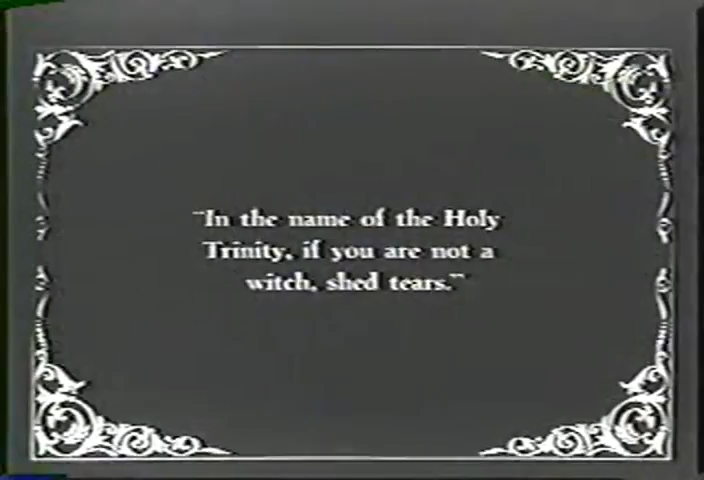 "In the name of the Holy
Trinity, if you are not a
witch, shed tears."